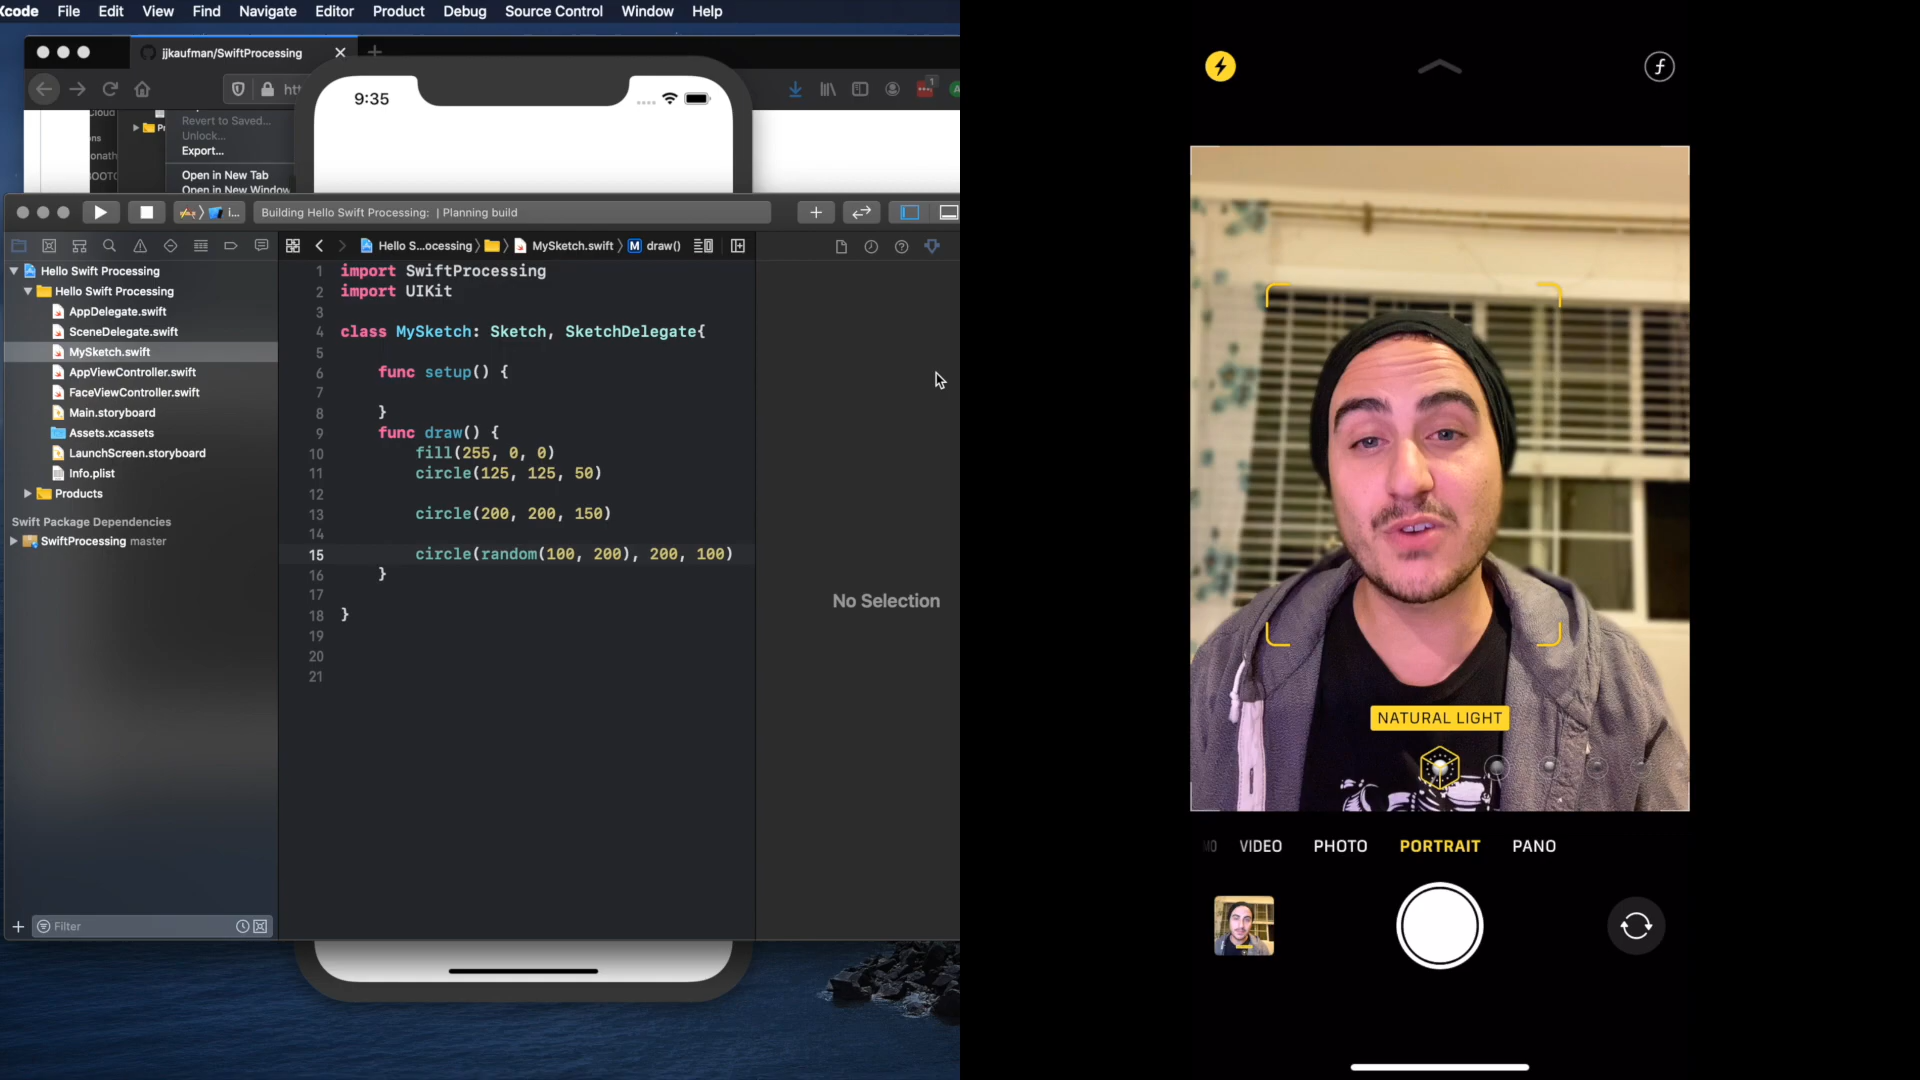 Xcode File Edit View Find Navigate Editor Product Debug Source Control Window Help
jjkaufman/SwiftProcessing
1
9:35
Revert to Saved...
Unlock...
Export...
Open in New Tab
Open in New Window
i...
Building Hello Swift Processing: | Planning build
Hello S...ocessing
MySketch.swift
M draw()
Hello Swift Processing
Hello Swift Processing
AppDelegate.swift
SceneDelegate.swift
MySketch.swift
AppViewController.swift
FaceViewController.swift
Main.storyboard
Assets.xcassets
LaunchScreen.storyboard
Info.plist
Products
Swift Package Dependencies
SwiftProcessing master
Filter
1 import SwiftProcessing
2 import UIKit
3
4 class MySketch: Sketch, SketchDelegate{
5
6 func setup() {
7
8 }
9 func draw() {
10 fill(255, 0, 0)
11 circle(125, 125, 50)
12
13 circle(200, 200, 150)
14
15 circle(random(100, 200), 200, 100)
16 }
17
18 }
19
20
21
No Selection
NATURAL LIGHT
VIDEO PHOTO PORTRAIT PANO